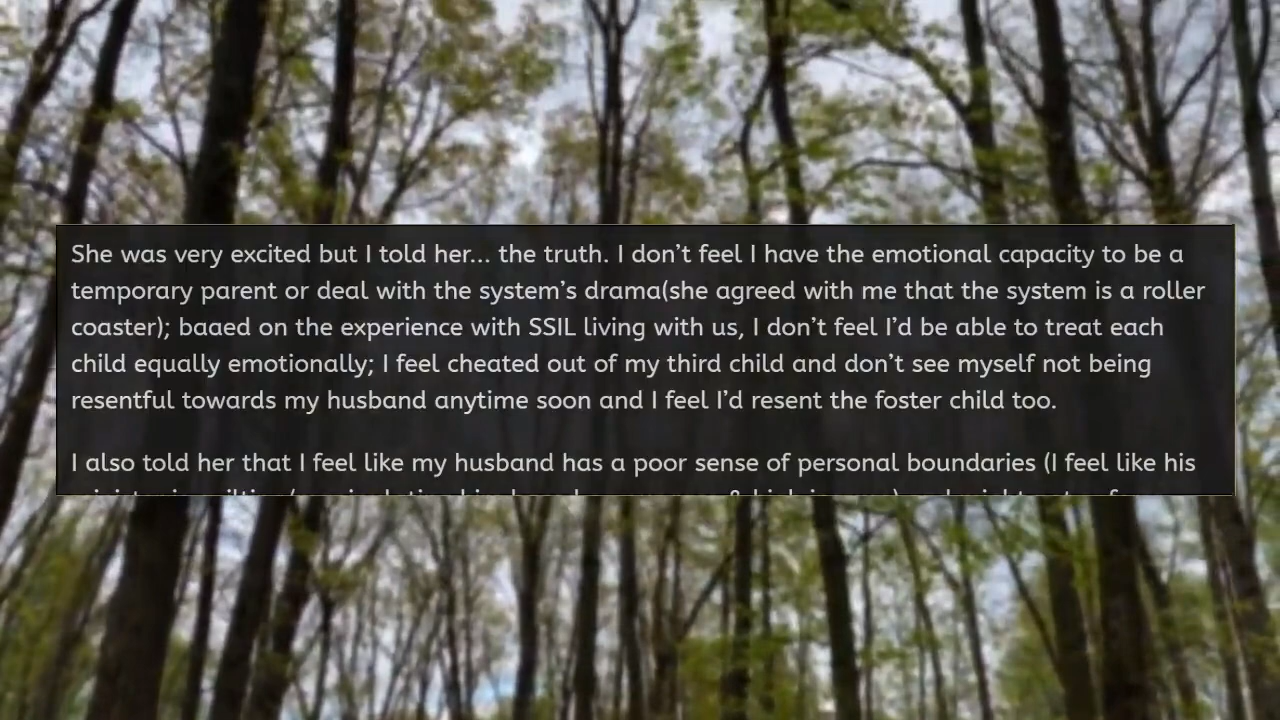 She was very excited but I told her... the truth. I don’t feel I have the emotional capacity to be a
temporary parent or deal with the system’s drama(she agreed with me that the system is a roller
coaster); baaed on the experience with SSIL living with us, I don’t feel I’d be able to treat each
child equally emotionally; I feel cheated out of my third child and don’t see myself not being
resentful towards my husband anytime soon and I feel I’d resent the foster child too.
I also told her that I feel like my husband has a poor sense of personal boundaries (I feel like his